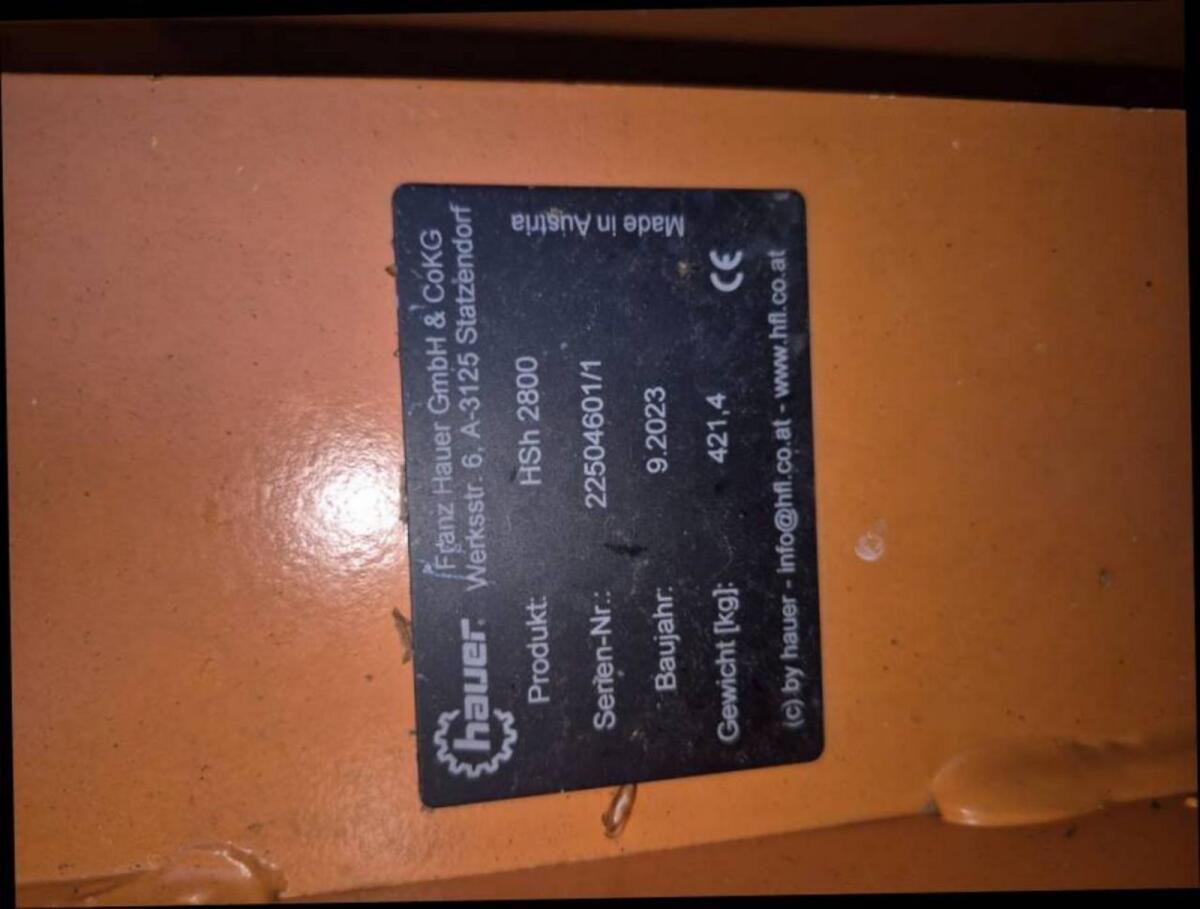 hauer
Franz Hauer GmbH & CoKG
Werksstr. 6, A-3125 Statzendorf
Produkt: HSh 2800
Serien-Nr.: 22504601/1
Baujahr: 9.2023
Gewicht [kg]: 421,4
CE
Made in Austria
(c) by hauer - info@hfl.co.at - www.hfl.co.at